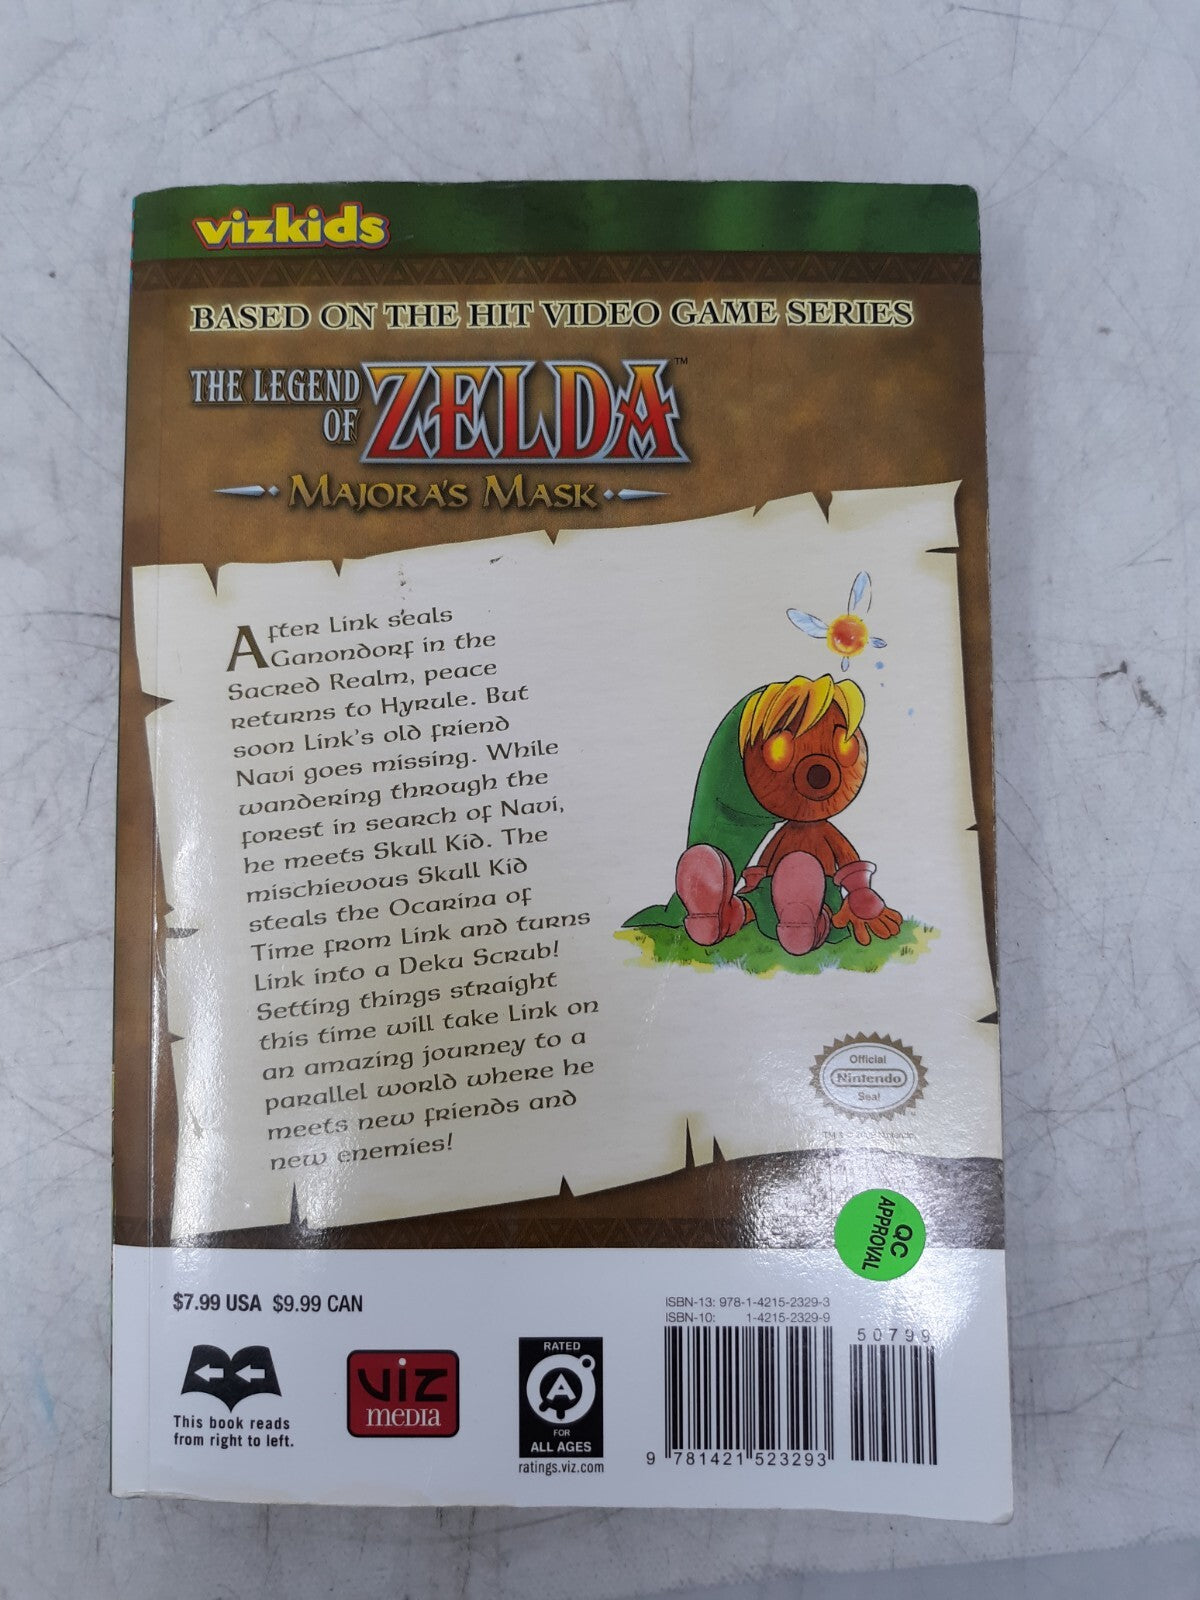 vizkids
BASED ON THE HIT VIDEO GAME SERIES
THE LEGEND
OF
ZELDA™
MAJORA'S MASK
After Link seals
Ganondorf in the
Sacred Realm, peace
returns to Hyrule. But
soon Link's old friend
Navi goes missing. While
wandering through the
forest in search of Navi,
he meets Skull Kid. The
mischievous Skull Kid
steals the Ocarina of
Time from Link and turns
Link into a Deku Scrub!
Setting things straight
this time will take Link on
an amazing journey to a
parallel world where he
meets new friends and
new enemies!
Official
Nintendo
Seal
QC
APPROVAL
$7.99 USA $9.99 CAN
This book reads
from right to left.
VIZ
MEDIA
RATED
A
FOR
ALL AGES
ratings.viz.com
ISBN-13: 978-1-4215-2329-3
ISBN-10: 1-4215-2329-9
50799
9 781421 523293